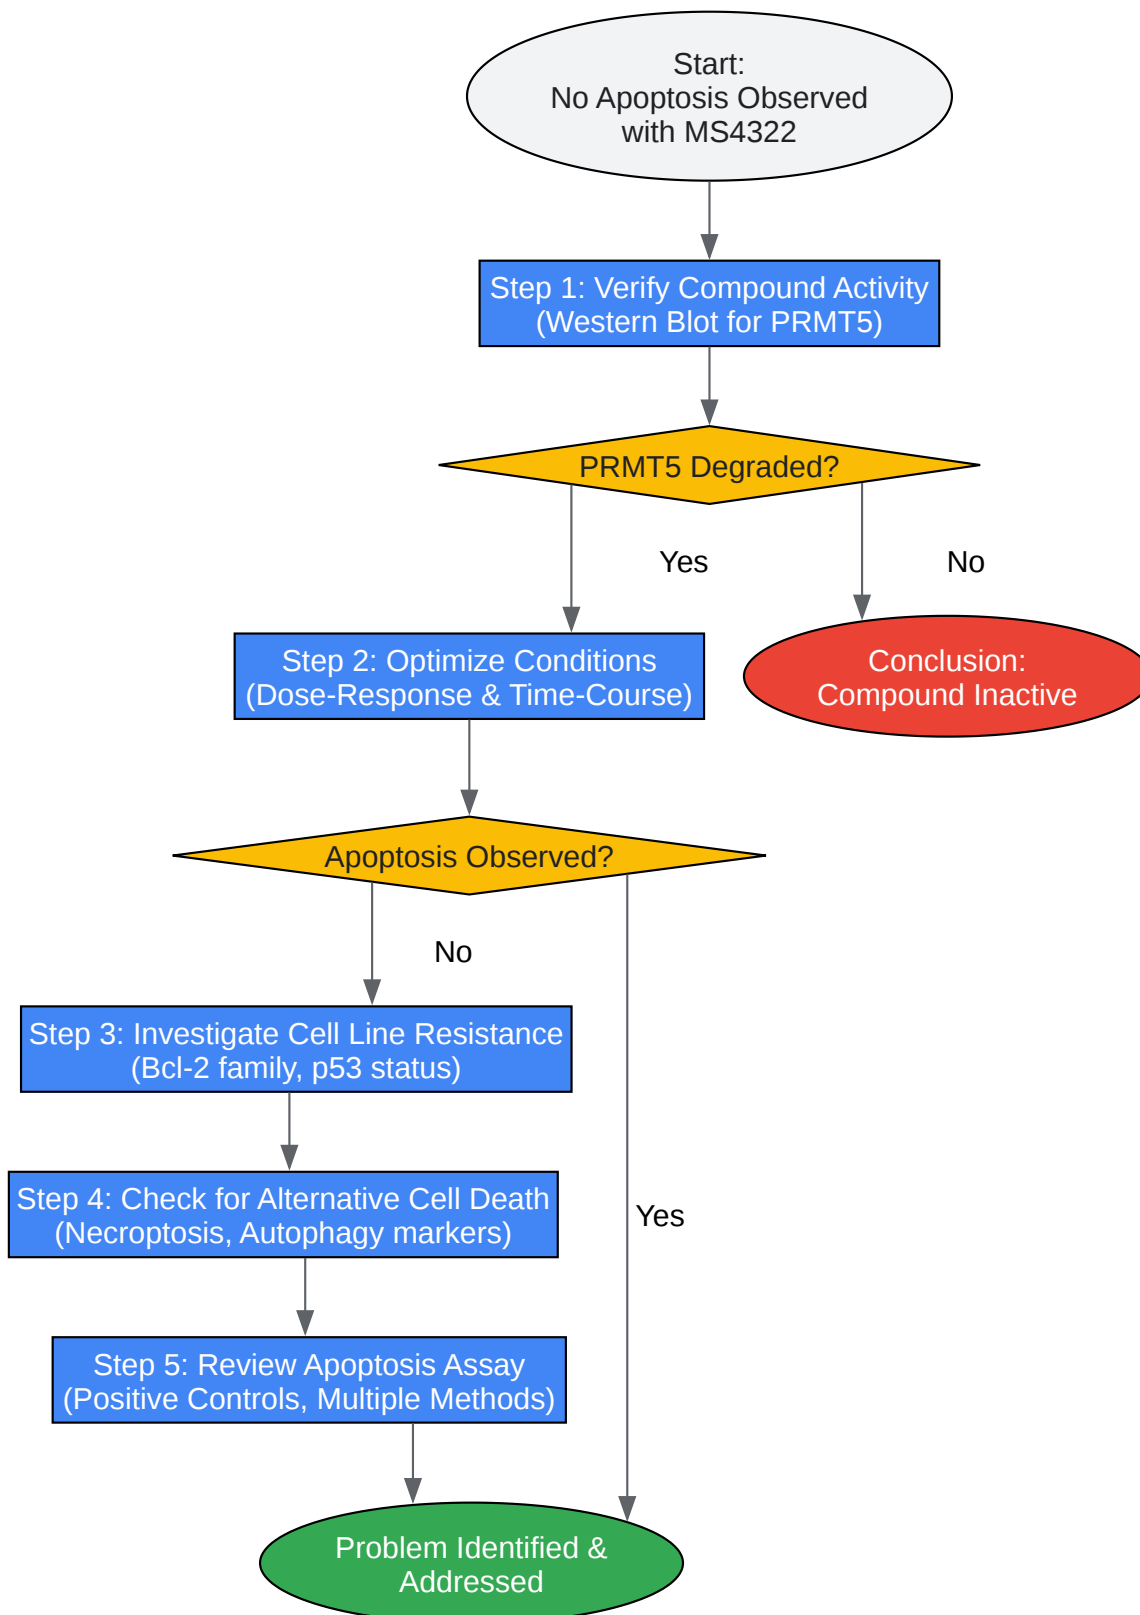 Start:
No Apoptosis Observed
with MS4322
Step 1: Verify Compound Activity
(Western Blot for PRMT5)
PRMT5 Degraded?
Yes
No
Step 2: Optimize Conditions
(Dose-Response & Time-Course)
Conclusion:
Compound Inactive
Apoptosis Observed?
No
Step 3: Investigate Cell Line Resistance
(Bcl-2 family, p53 status)
Step 4: Check for Alternative Cell Death
(Necroptosis, Autophagy markers)
Yes
Step 5: Review Apoptosis Assay
(Positive Controls, Multiple Methods)
Problem Identified &
Addressed